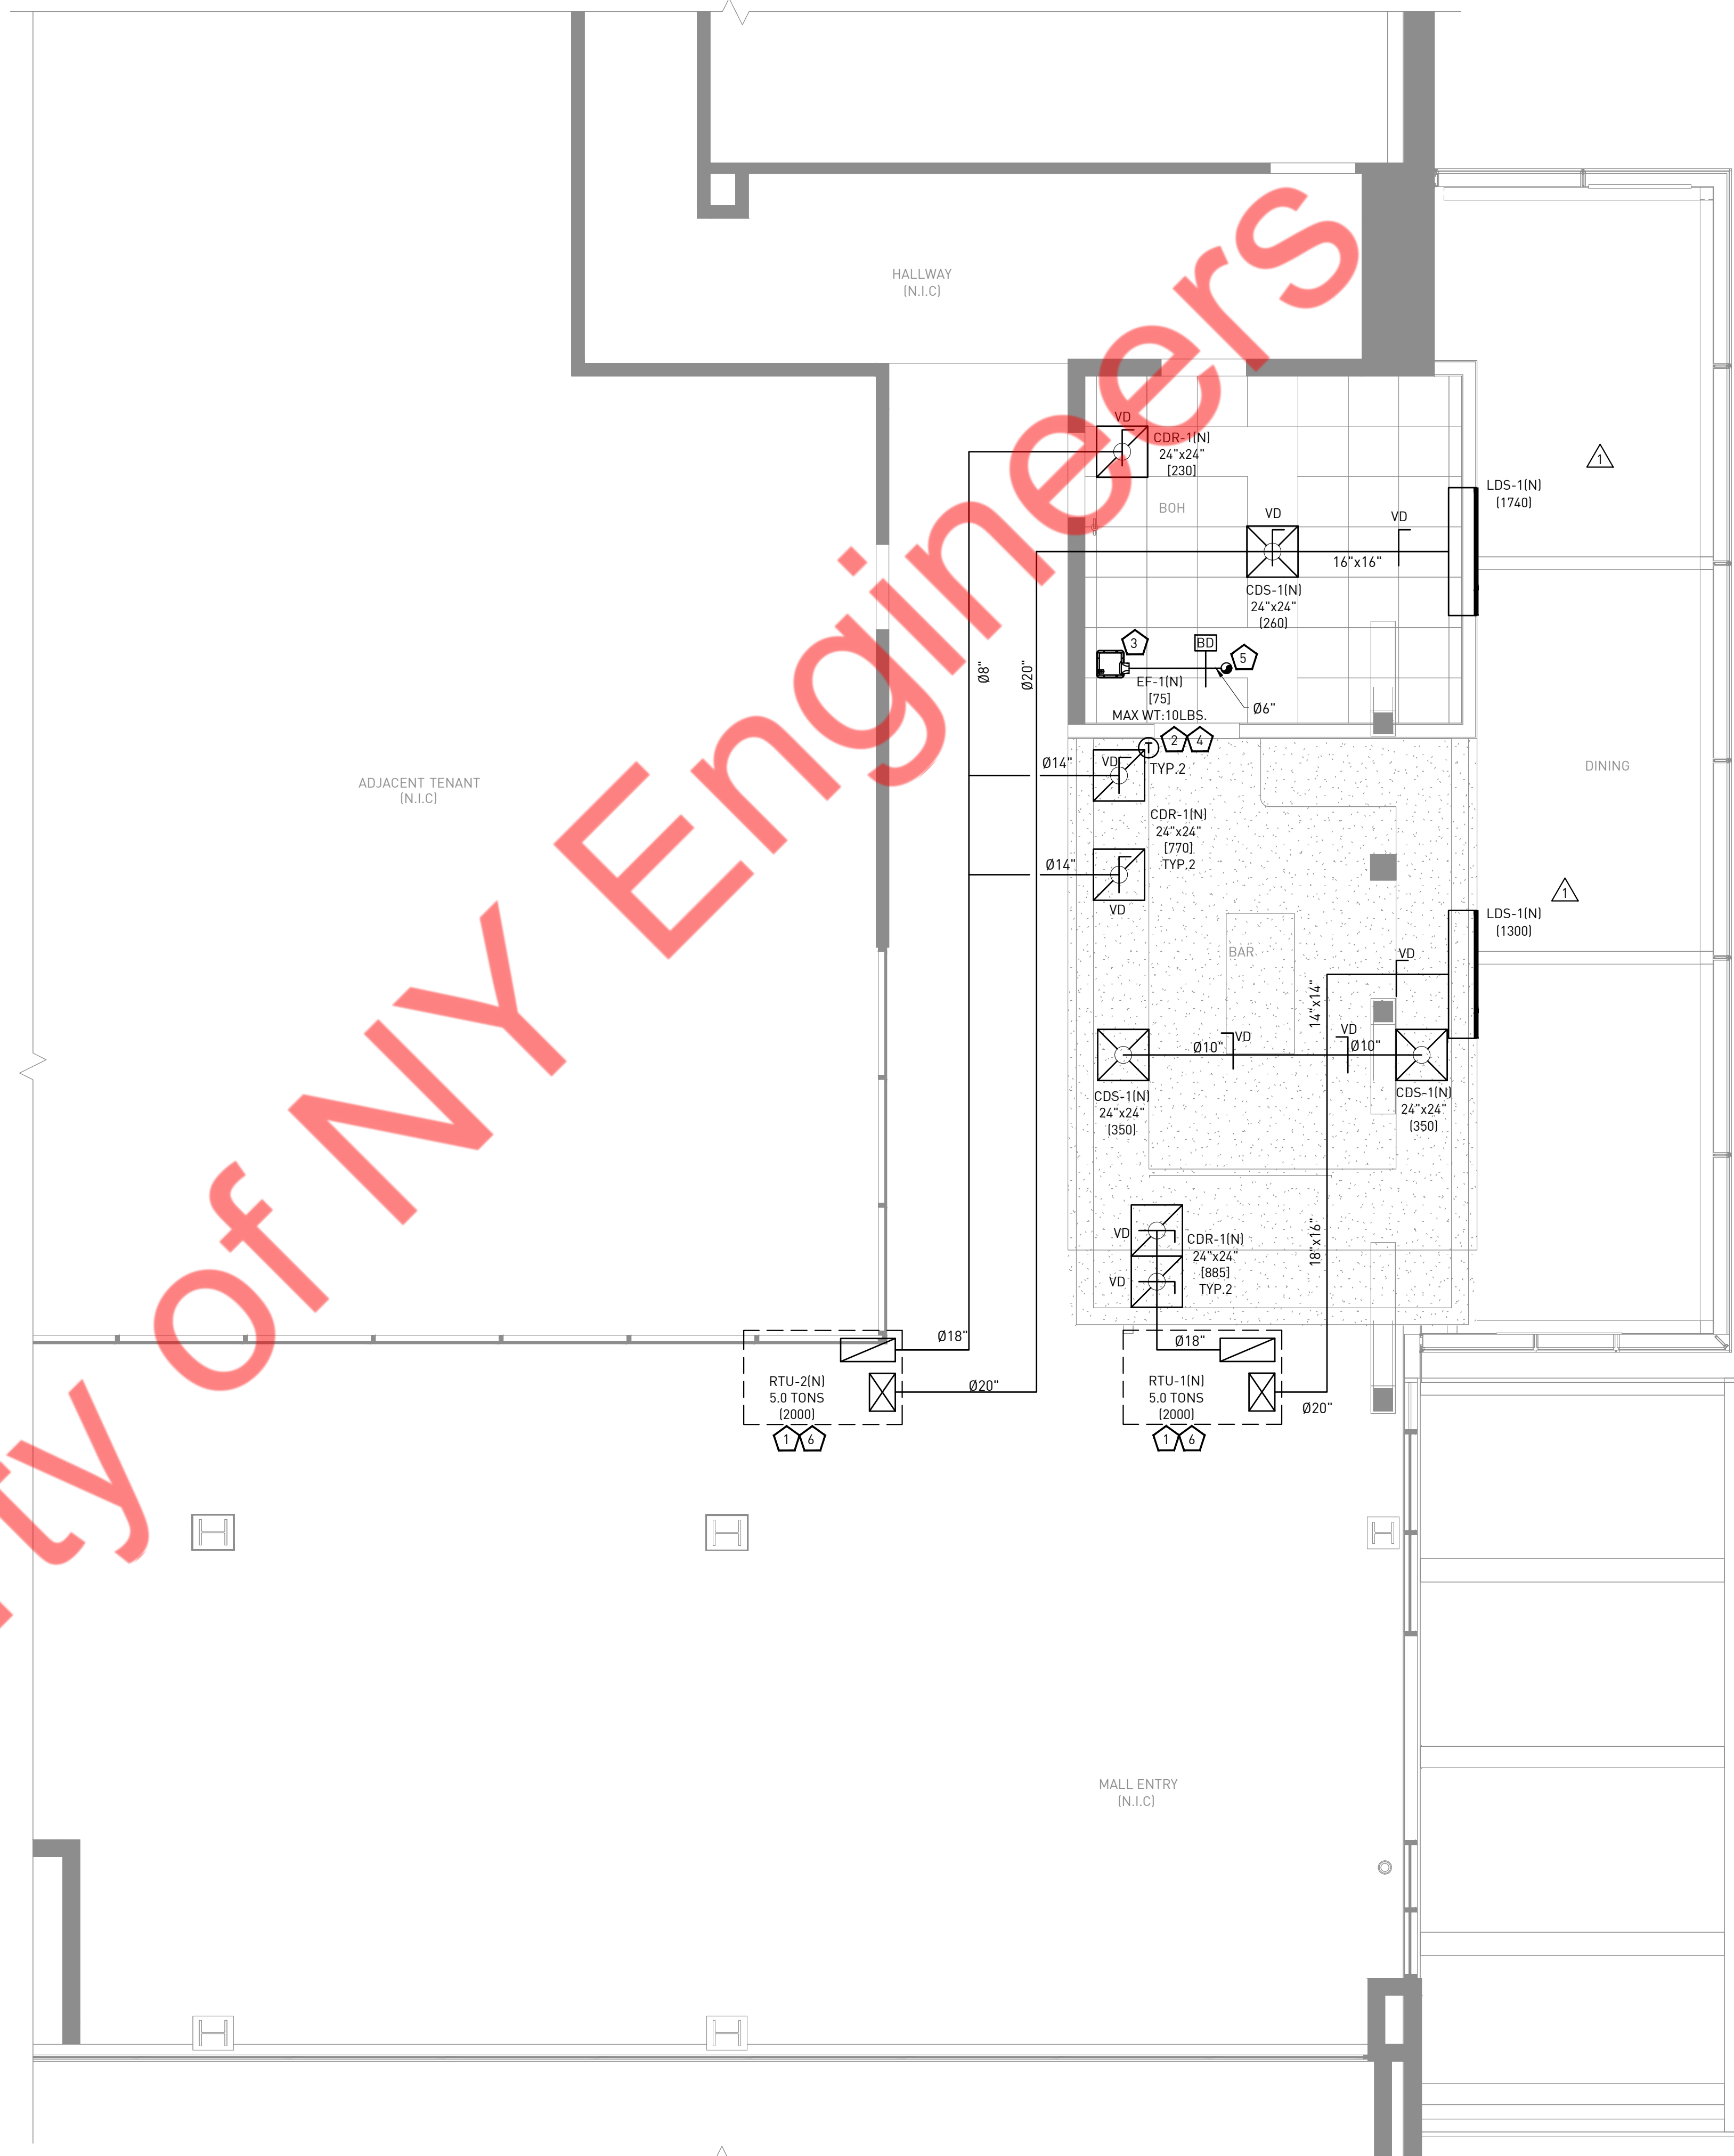 HALLWAY
(N.I.C)
VD
CDR-1(N)
24"x24"
[230]
BOH
VD
VD
16"x16"
LDS-1(N)
(1740)
1
CDS-1(N)
24"x24"
(260)
3
BD
5
EF-1(N)
[75]
MAX WT:10LBS.
Ø6"
Ø8"
Ø20"
2
4
T
TYP.2
VD
Ø14"
CDR-1(N)
24"x24"
[770]
TYP.2
Ø14"
VD
ADJACENT TENANT
(N.I.C)
DINING
1
LDS-1(N)
(1300)
BAR
VD
14"x14"
VD
Ø10"
VD
Ø10"
CDS-1(N)
24"x24"
(350)
CDS-1(N)
24"x24"
(350)
VD
VD
CDR-1(N)
24"x24"
[885]
TYP.2
18"x16"
Ø18"
Ø18"
RTU-2(N)
5.0 TONS
(2000)
1
6
Ø20"
RTU-1(N)
5.0 TONS
(2000)
1
6
Ø20"
MALL ENTRY
(N.I.C)
ty of NY Engineers